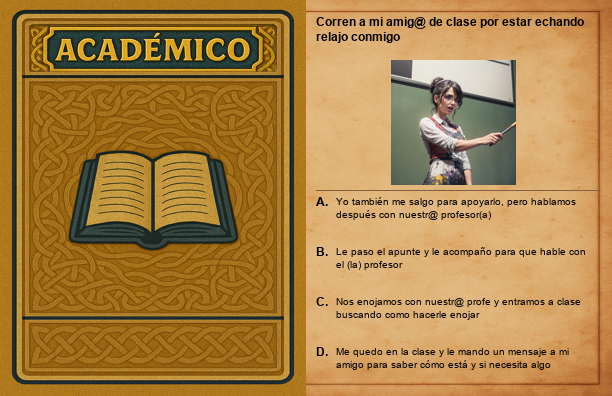 ACADÉMICO
Corren a mi amig@ de clase por estar echando
relajo conmigo
A. Yo también me salgo para apoyarlo, pero hablamos
después con nuestr@ profesor(a)
B. Le paso el apunte y le acompaño para que hable con
el (la) profesor
C. Nos enojamos con nuestr@ profe y entramos a clase
buscando como hacerle enojar
D. Me quedo en la clase y le mando un mensaje a mi
amigo para saber cómo está y si necesita algo